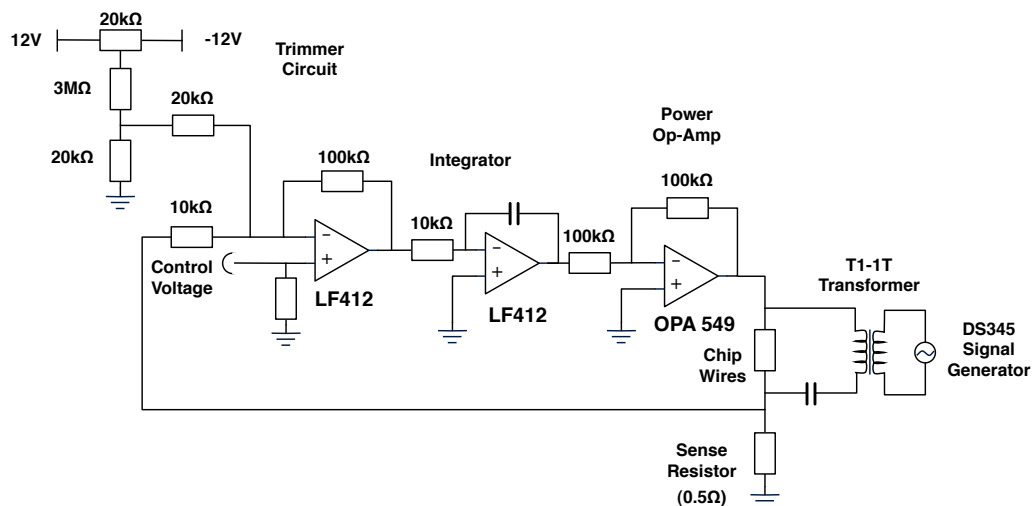 20kΩ
12V
-12V
Trimmer
Circuit
3MΩ
20kΩ
20kΩ
Power
Op-Amp
100kΩ
Integrator
100kΩ
10kΩ
10kΩ
100kΩ
Control
Voltage
−
+
LF412
−
+
LF412
−
+
OPA 549
T1-1T
Transformer
DS345
Signal
Generator
Chip
Wires
Sense
Resistor
(0.5Ω)